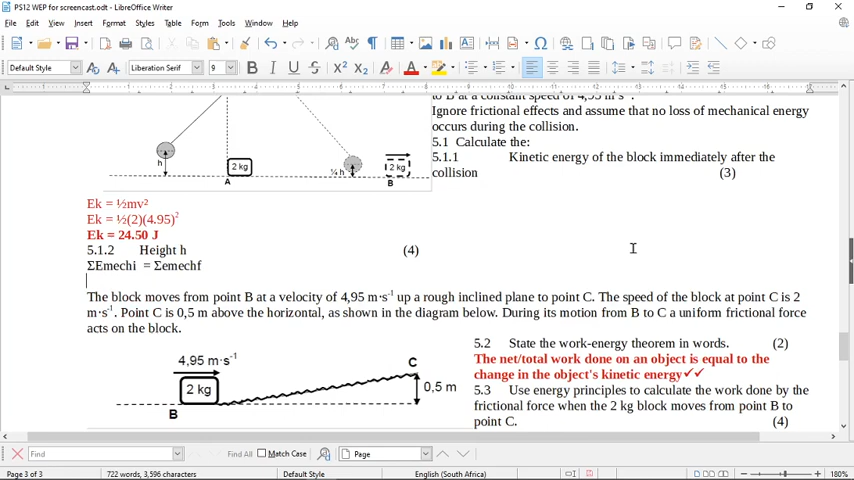 PS12 WEP for screencast.odt - LibreOffice Writer
File Edit View Insert Format Styles Table Form Tools Window Help
Default Style Liberation Serif 9
to B at a constant speed of 4,95 m·s⁻¹.
Ignore frictional effects and assume that no loss of mechanical energy
occurs during the collision.
5.1 Calculate the:
5.1.1 Kinetic energy of the block immediately after the
collision (3)
h
2 kg
A
¼ h
2 kg
B
Ek = ½mv²
Ek = ½(2)(4.95)²
Ek = 24.50 J
5.1.2 Height h (4)
ΣEmechi = ΣEmechf
The block moves from point B at a velocity of 4,95 m·s⁻¹ up a rough inclined plane to point C. The speed of the block at point C is 2
m·s⁻¹. Point C is 0,5 m above the horizontal, as shown in the diagram below. During its motion from B to C a uniform frictional force
acts on the block.
4,95 m·s⁻¹
2 kg
B
C
0,5 m
5.2 State the work-energy theorem in words. (2)
The net/total work done on an object is equal to the
change in the object's kinetic energy✓✓
5.3 Use energy principles to calculate the work done by the
frictional force when the 2 kg block moves from point B to
point C. (4)
Find Find All Match Case Page
Page 3 of 3 722 words, 3,596 characters Default Style English (South Africa) 180%